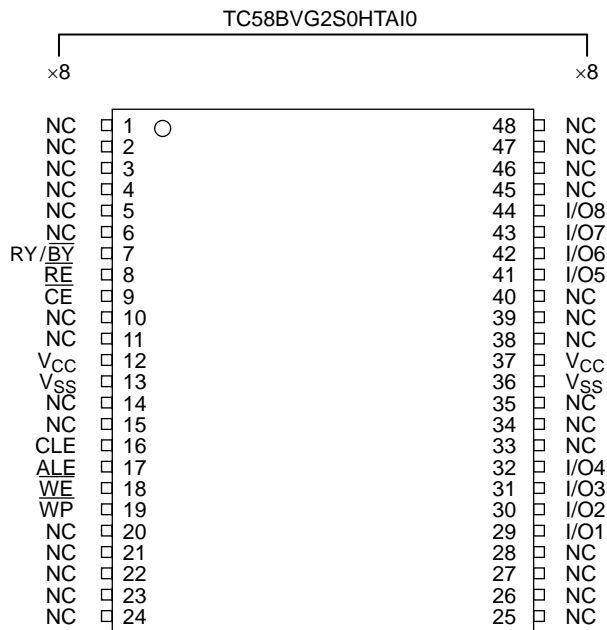 TC58BVG2S0HTAI0
×8 ×8
NC 1 48 NC
NC 2 47 NC
NC 3 46 NC
NC 4 45 NC
NC 5 44 I/O8
NC 6 43 I/O7
RY/B̅Y̅ 7 42 I/O6
R̅E̅ 8 41 I/O5
C̅E̅ 9 40 NC
NC 10 39 NC
NC 11 38 NC
VCC 12 37 VCC
VSS 13 36 VSS
NC 14 35 NC
NC 15 34 NC
CLE 16 33 NC
ALE 17 32 I/O4
W̅E̅ 18 31 I/O3
W̅P̅ 19 30 I/O2
NC 20 29 I/O1
NC 21 28 NC
NC 22 27 NC
NC 23 26 NC
NC 24 25 NC